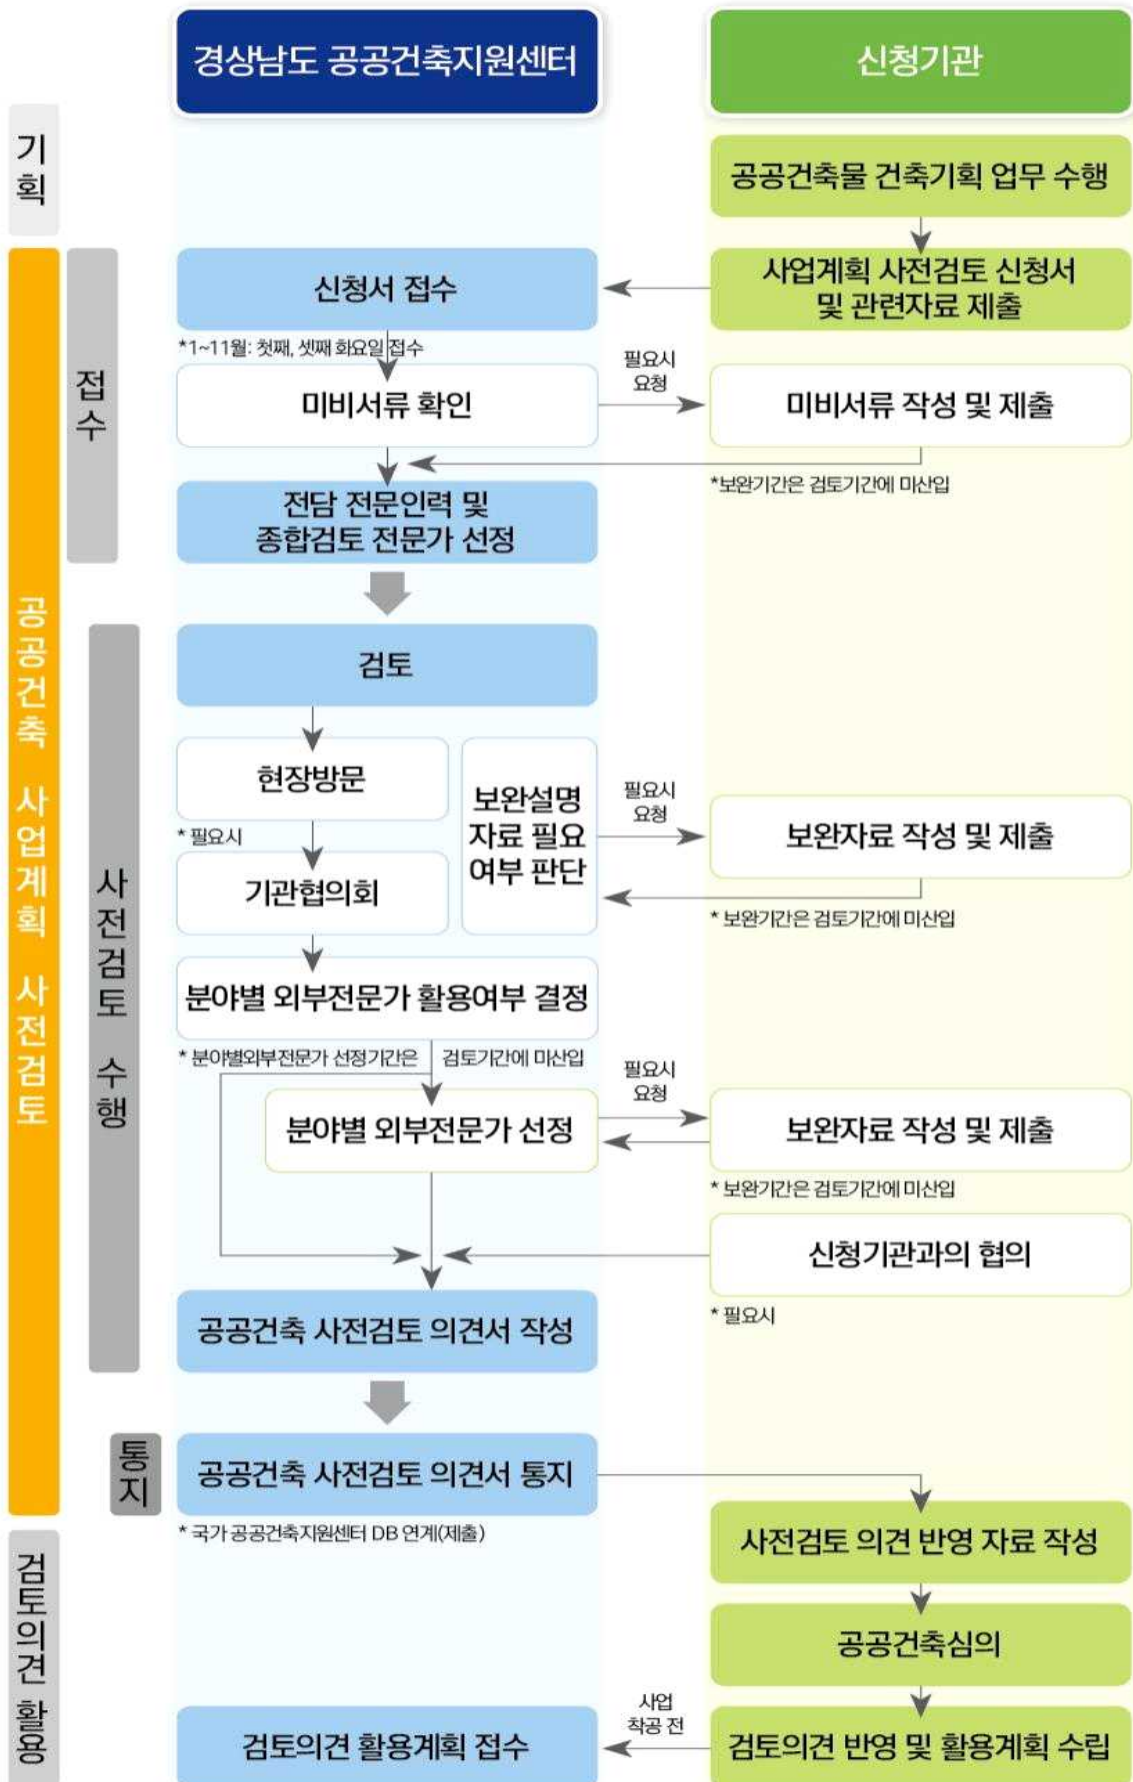 경상남도 공공건축지원센터
신청기관
기획
공공건축물 건축기획 업무 수행
공공건축 사업계획 사전검토
접수
신청서 접수
사업계획 사전검토 신청서
및 관련자료 제출
*1~11월: 첫째, 셋째 화요일 접수
미비서류 확인
필요시
요청
미비서류 작성 및 제출
*보완기간은 검토기간에 미산입
전담 전문인력 및
종합검토 전문가 선정
사전검토 수행
검토
현장방문
* 필요시
기관협의회
보완설명
자료 필요
여부 판단
필요시
요청
보완자료 작성 및 제출
* 보완기간은 검토기간에 미산입
분야별 외부전문가 활용여부 결정
* 분야별외부전문가 선정기간은 검토기간에 미산입
분야별 외부전문가 선정
필요시
요청
보완자료 작성 및 제출
* 보완기간은 검토기간에 미산입
신청기관과의 협의
* 필요시
공공건축 사전검토 의견서 작성
통지
공공건축 사전검토 의견서 통지
* 국가 공공건축지원센터 DB 연계(제출)
검토의견 활용
사전검토 의견 반영 자료 작성
공공건축심의
검토의견 반영 및 활용계획 수립
사업
착공 전
검토의견 활용계획 접수